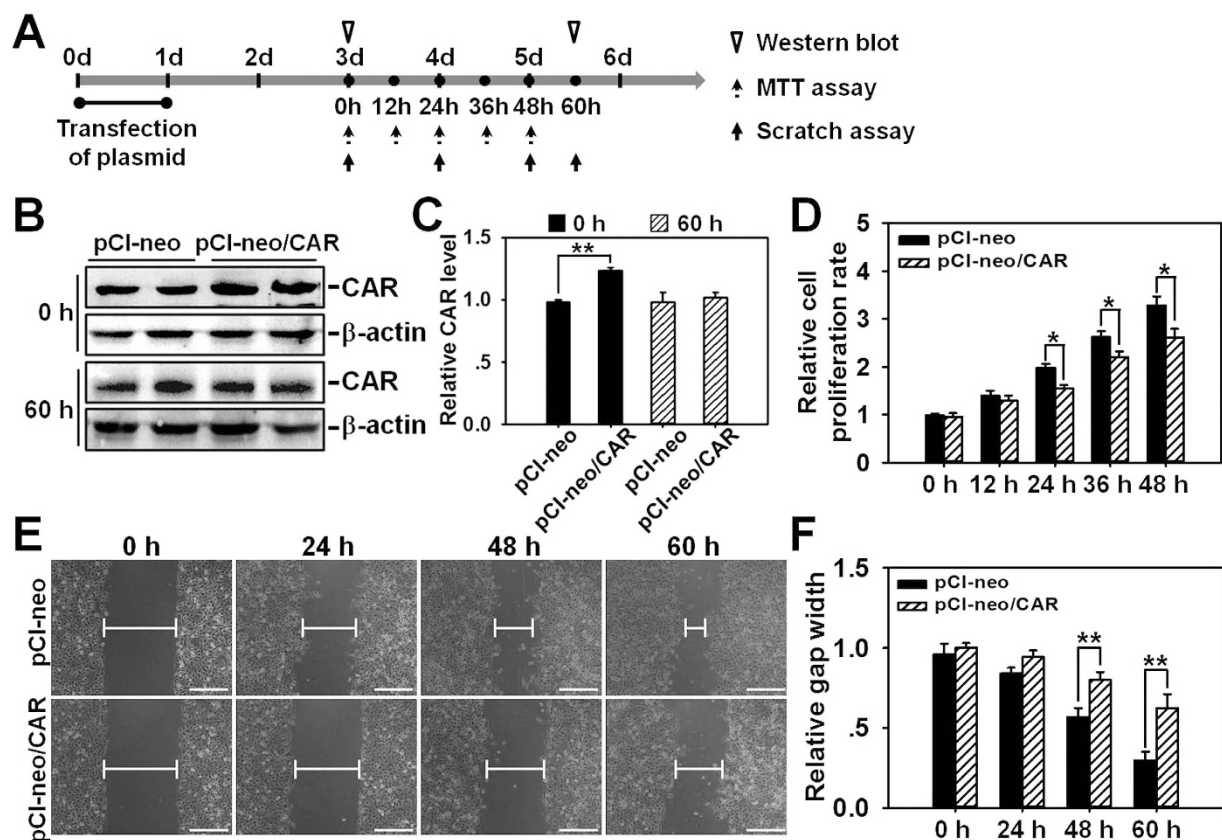 A
0d 1d 2d 3d 4d 5d 6d
0h 12h 24h 36h 48h 60h
Transfection
of plasmid
Western blot
MTT assay
Scratch assay
B
pCI-neo pCI-neo/CAR
0 h
CAR
β-actin
60 h
CAR
β-actin
C
0 h 60 h
Relative CAR level
1.5
1.0
.5
0.0
**
pCI-neo
pCI-neo/CAR
pCI-neo
pCI-neo/CAR
D
Relative cell
proliferation rate
5
4
3
2
1
0
pCI-neo
pCI-neo/CAR
* * *
0 h 12 h 24 h 36 h 48 h
E
0 h 24 h 48 h 60 h
pCI-neo
pCI-neo/CAR
F
Relative gap width
1.5
1.0
.5
0.0
pCI-neo
pCI-neo/CAR
** **
0 h 24 h 48 h 60 h